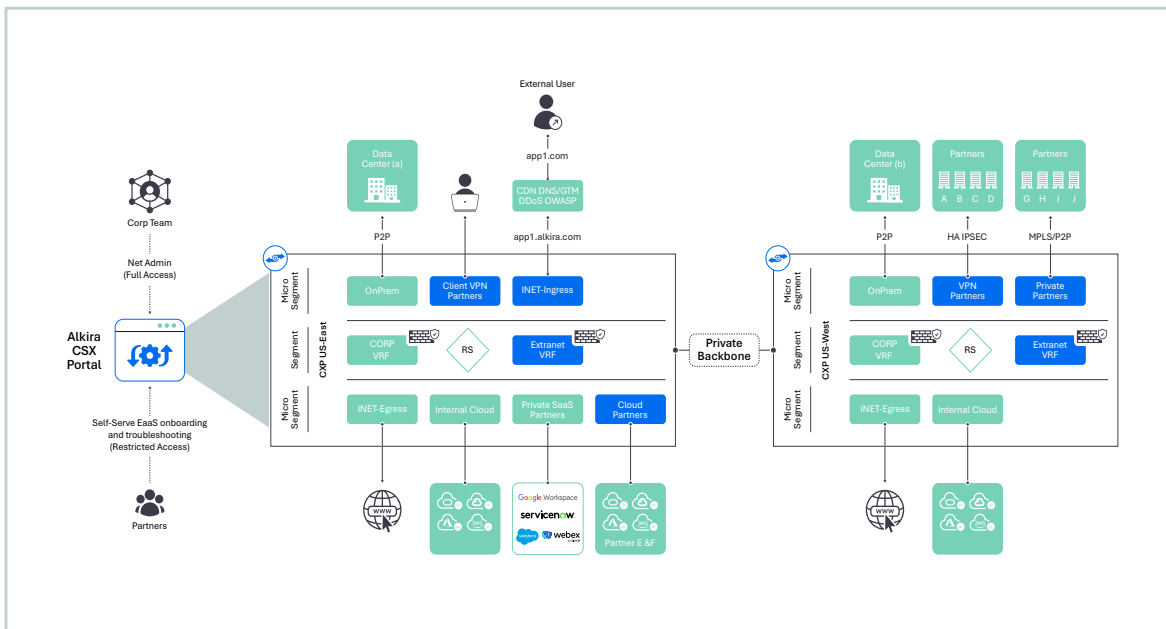 External User
app1.com
CDN DNS/GTM
DDoS OWASP
app1.alkira.com
Data
Center (a)
P2P
Corp Team
Net Admin
(Full Access)
Alkira
CSX
Portal
Self-Serve EaaS onboarding
and troubleshooting
(Restricted Access)
Partners
CXP US-East
Micro
Segment
OnPrem
Client VPN
Partners
INET-Ingress
Segment
CORP
VRF
RS
Extranet
VRF
Micro
Segment
INET-Egress
Internal Cloud
Private SaaS
Partners
Cloud
Partners
WWW
Google Workspace
servicenow
salesforce
webex
Partner E &F
Private
Backbone
Data
Center (b)
P2P
Partners
A B C D
HA IPSEC
Partners
G H I J
MPLS/P2P
CXP US-West
Micro
Segment
OnPrem
VPN
Partners
Private
Partners
Segment
CORP
VRF
RS
Extranet
VRF
Micro
Segment
INET-Egress
Internal Cloud
WWW